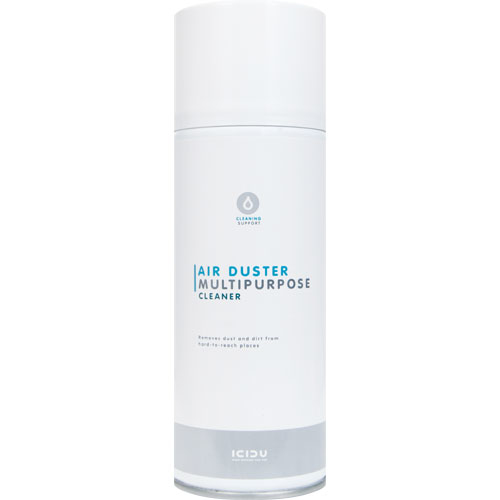 CLEANING
SUPPORT
AIR DUSTER
MULTIPURPOSE
CLEANER
Removes dust and dirt from
hard-to-reach places
ICIDU